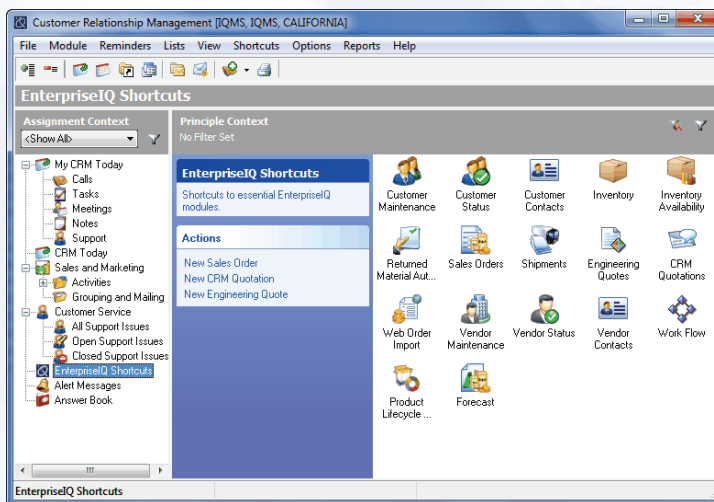 Customer Relationship Management [IQMS, IQMS, CALIFORNIA]
File Module Reminders Lists View Shortcuts Options Reports Help
EnterpriseIQ Shortcuts
Assignment Context
<Show All>
Principle Context
No Filter Set
My CRM Today
Calls
Tasks
Meetings
Notes
Support
CRM Today
Sales and Marketing
Activities
Grouping and Mailing
Customer Service
All Support Issues
Open Support Issues
Closed Support Issues
EnterpriseIQ Shortcuts
Alert Messages
Answer Book
EnterpriseIQ Shortcuts
Shortcuts to essential EnterpriseIQ
modules.
Actions
New Sales Order
New CRM Quotation
New Engineering Quote
Customer
Maintenance
Customer
Status
Customer
Contacts
Inventory
Inventory
Availability
Returned
Material Aut...
Sales Orders
Shipments
Engineering
Quotes
CRM
Quotations
Web Order
Import
Vendor
Maintenance
Vendor Status
Vendor
Contacts
Work Flow
Product
Lifecycle ...
Forecast
EnterpriseIQ Shortcuts